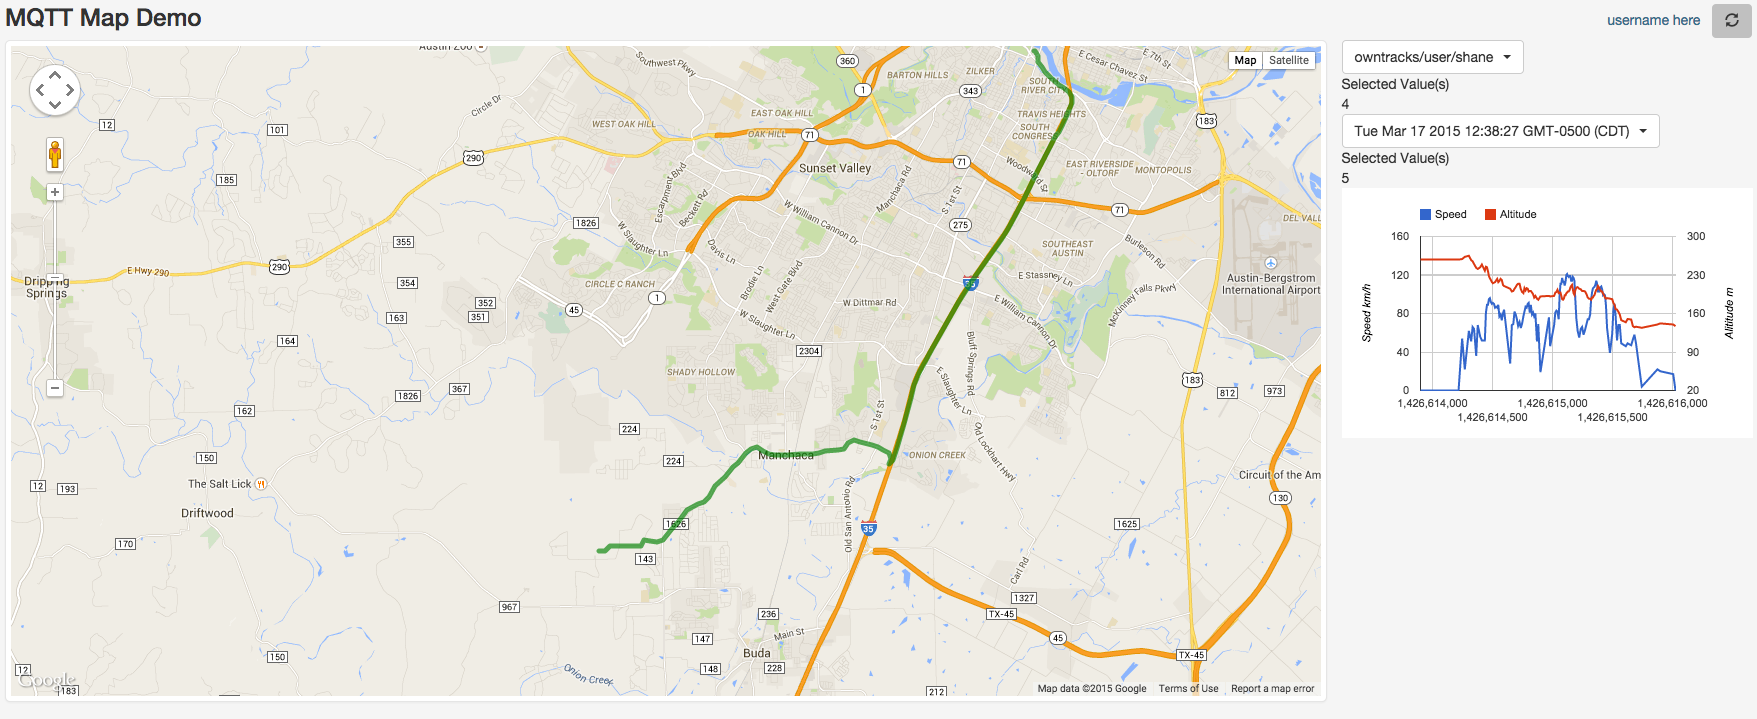 MQTT Map Demo
username here
Austin Zoo
Map Satellite
owntracks/user/shane
Selected Value(s)
4
Tue Mar 17 2015 12:38:27 GMT-0500 (CDT)
Selected Value(s)
5
Speed Altitude
160
120
80
40
0
300
230
160
90
20
Speed km/h
Altitude m
1,426,614,000
1,426,615,000
1,426,616,000
1,426,614,500
1,426,615,500
Southwest Pkwy
360
E 7th St
E Cesar Chavez St
BARTON HILLS
ZILKER
1
343
SOUTH
RIVER CITY
Circle Dr
12
101
WEST OAK HILL
EAST OAK HILL
OAK HILL
71
TRAVIS HEIGHTS
SOUTH
CONGRESS
183
290
Sunset Valley
71
Woodward St
EAST RIVERSIDE
- OLTORF
MONTOPOLIS
185
Escarpment Blvd
Beckett Rd
Manchaca Rd
S 1st St
71
W William Cannon Dr
1826
W Slaughter Ln
275
DEL VALL
355
Davis Ln
SOUTHEAST
AUSTIN
Burleson Rd
E Hwy 290
290
Dripping
Springs
354
CIRCLE C RANCH
Brodie Ln
West Gate Blvd
35
E Stassney Ln
McKinney Falls Pkwy
Austin-Bergstrom
International Airport
352
351
163
45
1
W Dittmar Rd
E William Cannon Dr
W Slaughter Ln
164
2304
Bluff Springs Rd
SHADY HOLLOW
E Slaughter Ln
183
812
973
367
1826
162
S 1st St
224
Old Lockhart Hwy
150
224
Manchaca
ONION CREEK
12
193
The Salt Lick
Circuit of the Am
130
Driftwood
Old San Antonio Rd
1626
35
1625
170
143
Carl Rd
967
1327
236
TX-45
147
Main St
45
Buda
150
148
228
TX-45
12
Onion Creek
Google
183
212
Map data ©2015 Google Terms of Use Report a map error